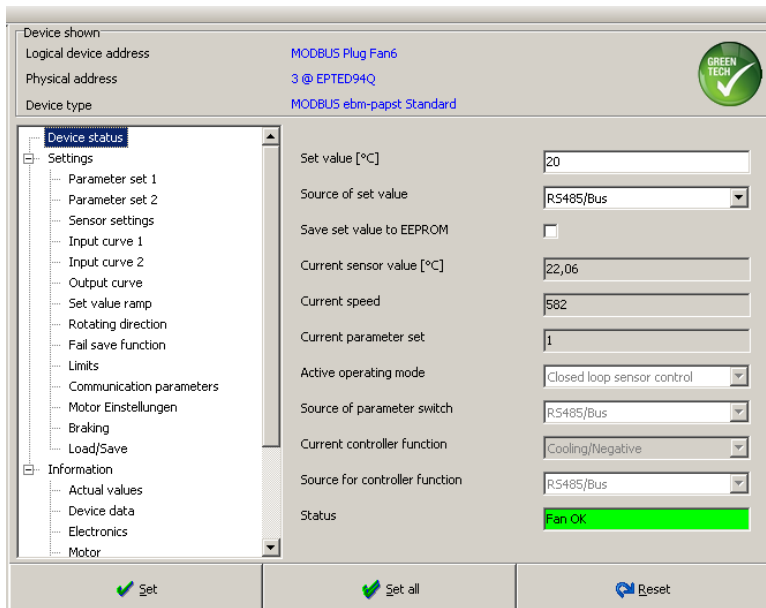 Device shown
Logical device address MODBUS Plug Fan6
Physical address 3 @ EPTED94Q
Device type MODBUS ebm-papst Standard
GREEN
TECH
Device status
Settings
Parameter set 1
Parameter set 2
Sensor settings
Input curve 1
Input curve 2
Output curve
Set value ramp
Rotating direction
Fail save function
Limits
Communication parameters
Motor Einstellungen
Braking
Load/Save
Information
Actual values
Device data
Electronics
Motor
Set value [°C] 20
Source of set value RS485/Bus
Save set value to EEPROM
Current sensor value [°C] 22,06
Current speed 582
Current parameter set 1
Active operating mode Closed loop sensor control
Source of parameter switch RS485/Bus
Current controller function Cooling/Negative
Source for controller function RS485/Bus
Status Fan OK
Set Set all Reset